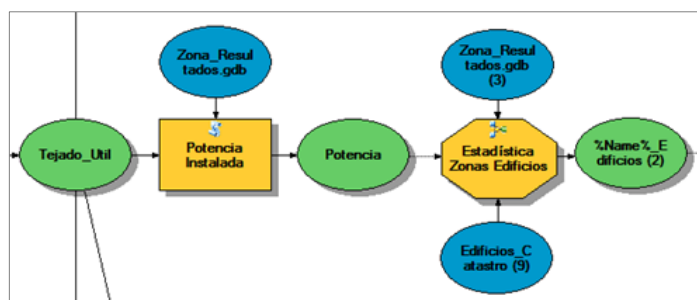 Zona_Resul
tados.gdb
Zona_Resul
tados.gdb
(3)
Tejado_Util
Potencia
Instalada
Potencia
Estadística
Zonas Edificios
%Name%_E
dificios (2)
Edificios_C
atastro (9)